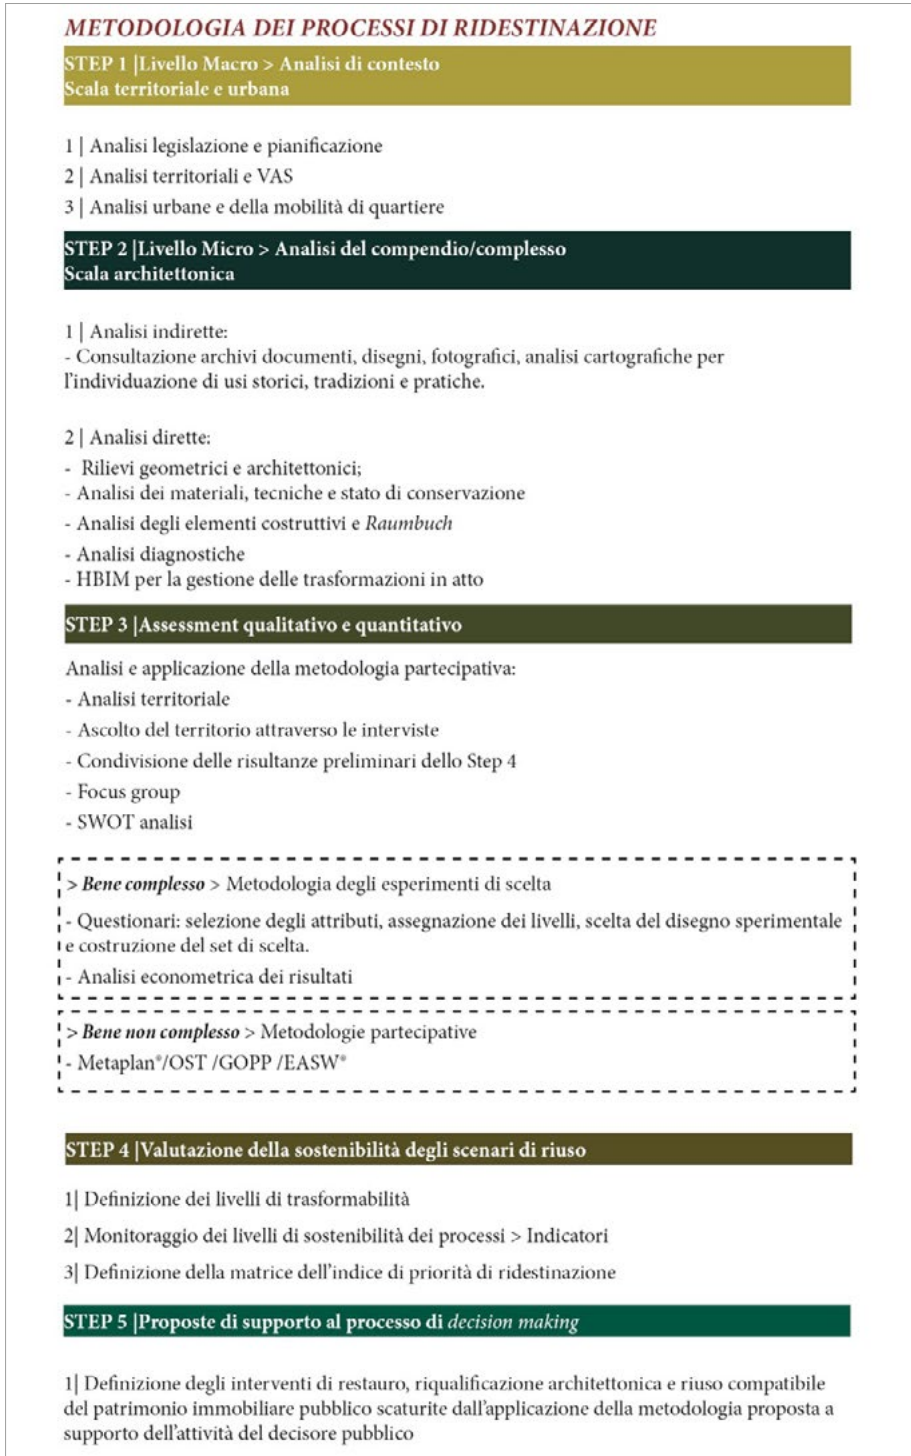 METODOLOGIA DEI PROCESSI DI RIDESTINAZIONE
STEP 1 |Livello Macro > Analisi di contesto
Scala territoriale e urbana
1 | Analisi legislazione e pianificazione
2 | Analisi territoriali e VAS
3 | Analisi urbane e della mobilità di quartiere
STEP 2 |Livello Micro > Analisi del compendio/complesso
Scala architettonica
1 | Analisi indirette:
- Consultazione archivi documenti, disegni, fotografici, analisi cartografiche per
l'individuazione di usi storici, tradizioni e pratiche.
2 | Analisi dirette:
- Rilievi geometrici e architettonici;
- Analisi dei materiali, tecniche e stato di conservazione
- Analisi degli elementi costruttivi e Raumbuch
- Analisi diagnostiche
- HBIM per la gestione delle trasformazioni in atto
STEP 3 |Assessment qualitativo e quantitativo
Analisi e applicazione della metodologia partecipativa:
- Analisi territoriale
- Ascolto del territorio attraverso le interviste
- Condivisione delle risultanze preliminari dello Step 4
- Focus group
- SWOT analisi
> Bene complesso > Metodologia degli esperimenti di scelta
- Questionari: selezione degli attributi, assegnazione dei livelli, scelta del disegno sperimentale
e costruzione del set di scelta.
- Analisi econometrica dei risultati
> Bene non complesso > Metodologie partecipative
- Metaplan®/OST /GOPP /EASW®
STEP 4 |Valutazione della sostenibilità degli scenari di riuso
1| Definizione dei livelli di trasformabilità
2| Monitoraggio dei livelli di sostenibilità dei processi > Indicatori
3| Definizione della matrice dell'indice di priorità di ridestinazione
STEP 5 |Proposte di supporto al processo di decision making
1| Definizione degli interventi di restauro, riqualificazione architettonica e riuso compatibile
del patrimonio immobiliare pubblico scaturite dall'applicazione della metodologia proposta a
supporto dell'attività del decisore pubblico